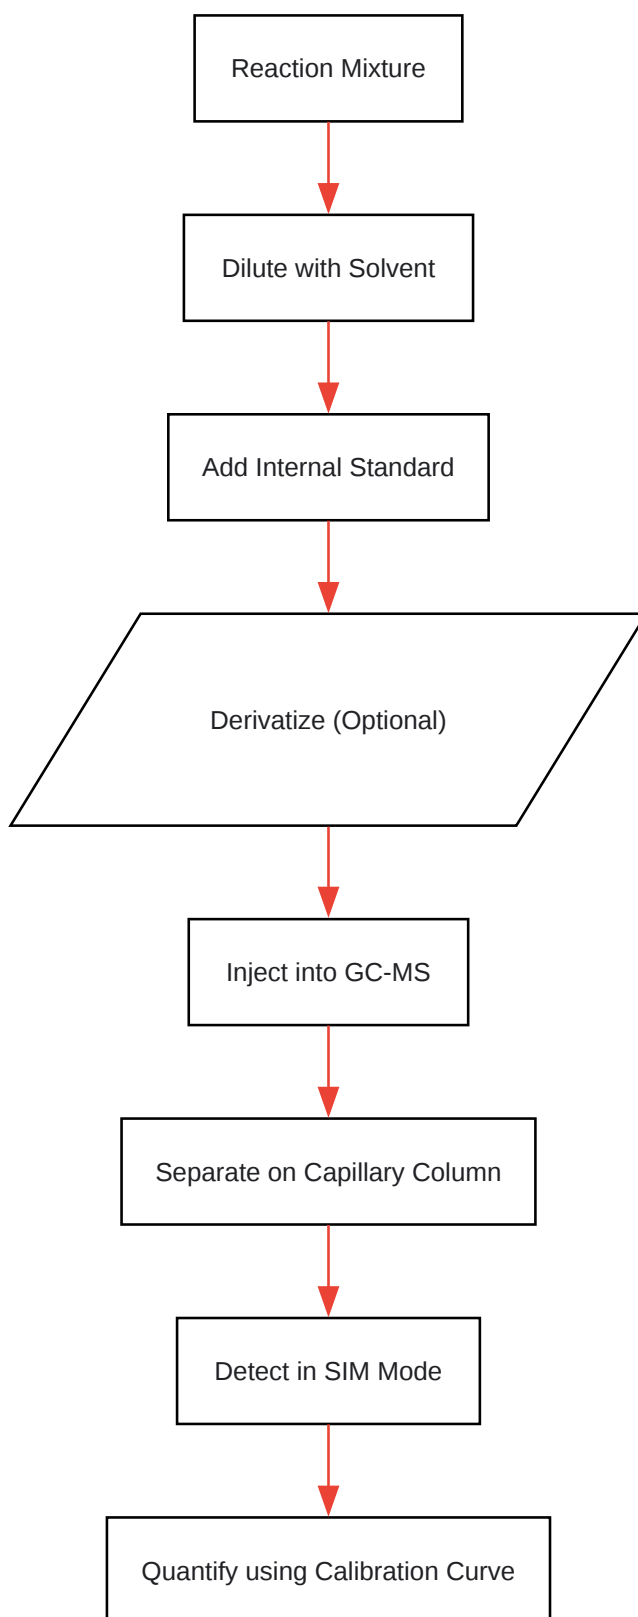 Reaction Mixture
Dilute with Solvent
Add Internal Standard
Derivatize (Optional)
Inject into GC-MS
Separate on Capillary Column
Detect in SIM Mode
Quantify using Calibration Curve